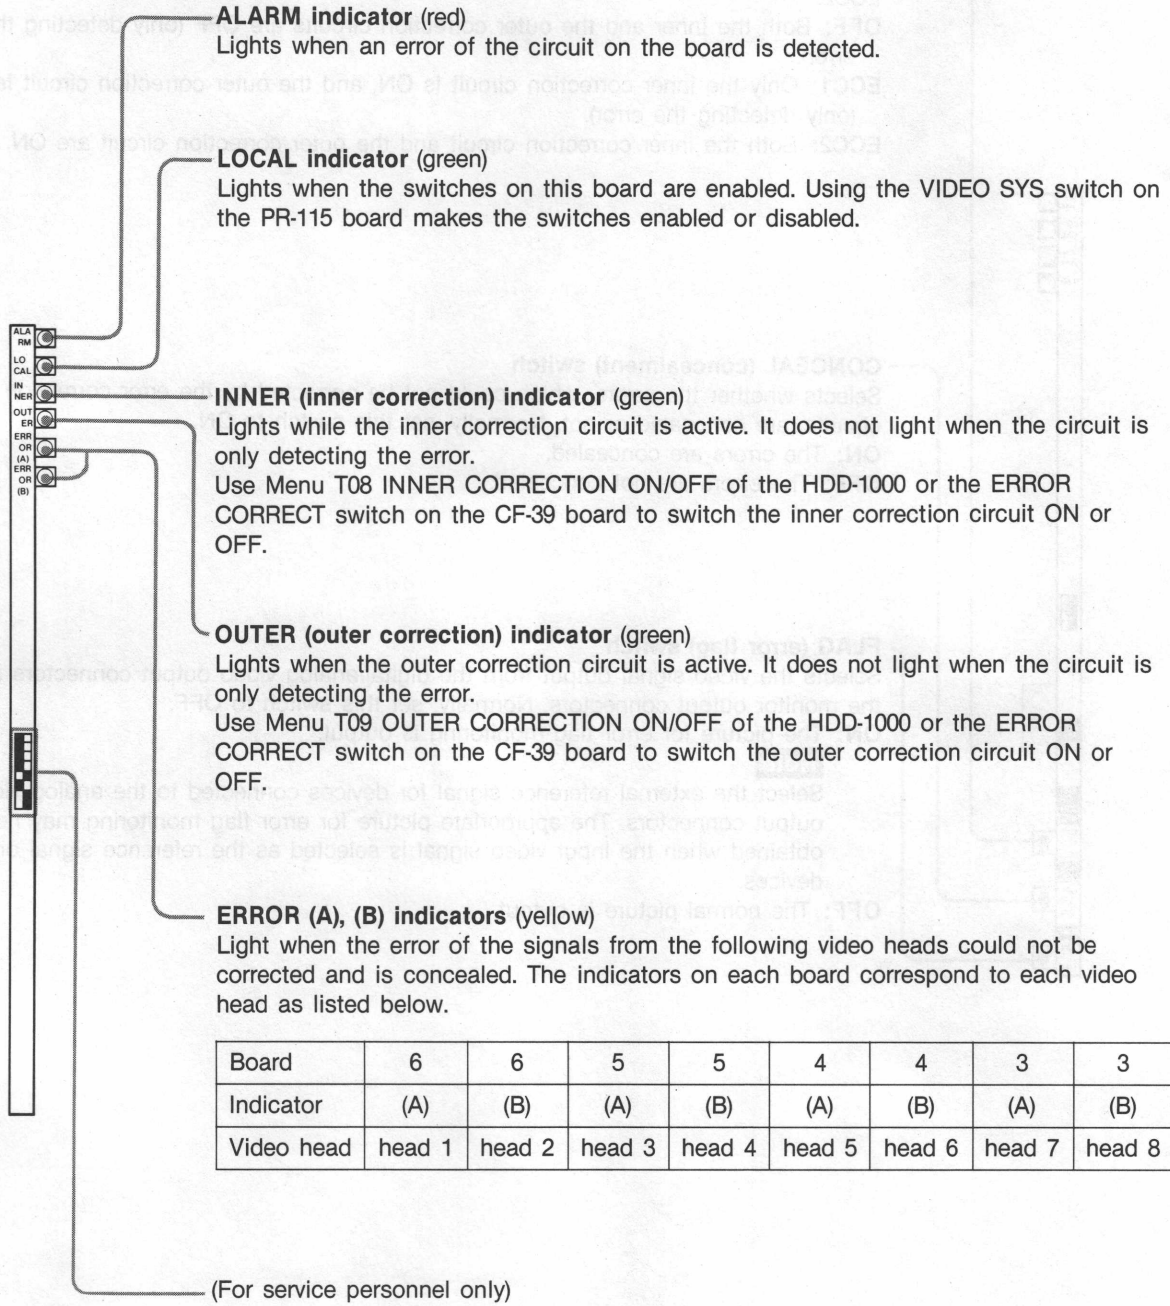 ALARM indicator (red)
Lights when an error of the circuit on the board is detected.
LOCAL indicator (green)
Lights when the switches on this board are enabled. Using the VIDEO SYS switch on
the PR-115 board makes the switches enabled or disabled.
ALA
RM
LO
CAL
IN
NER
OUT
ER
ERR
OR
(A)
ERR
OR
(B)
INNER (inner correction) indicator (green)
Lights while the inner correction circuit is active. It does not light when the circuit is
only detecting the error.
Use Menu T08 INNER CORRECTION ON/OFF of the HDD-1000 or the ERROR
CORRECT switch on the CF-39 board to switch the inner correction circuit ON or
OFF.
OUTER (outer correction) indicator (green)
Lights when the outer correction circuit is active. It does not light when the circuit is
only detecting the error.
Use Menu T09 OUTER CORRECTION ON/OFF of the HDD-1000 or the ERROR
CORRECT switch on the CF-39 board to switch the outer correction circuit ON or
OFF.
ERROR (A), (B) indicators (yellow)
Light when the error of the signals from the following video heads could not be
corrected and is concealed. The indicators on each board correspond to each video
head as listed below.
Board 6 6 5 5 4 4 3 3
Indicator (A) (B) (A) (B) (A) (B) (A) (B)
Video head head 1 head 2 head 3 head 4 head 5 head 6 head 7 head 8
(For service personnel only)